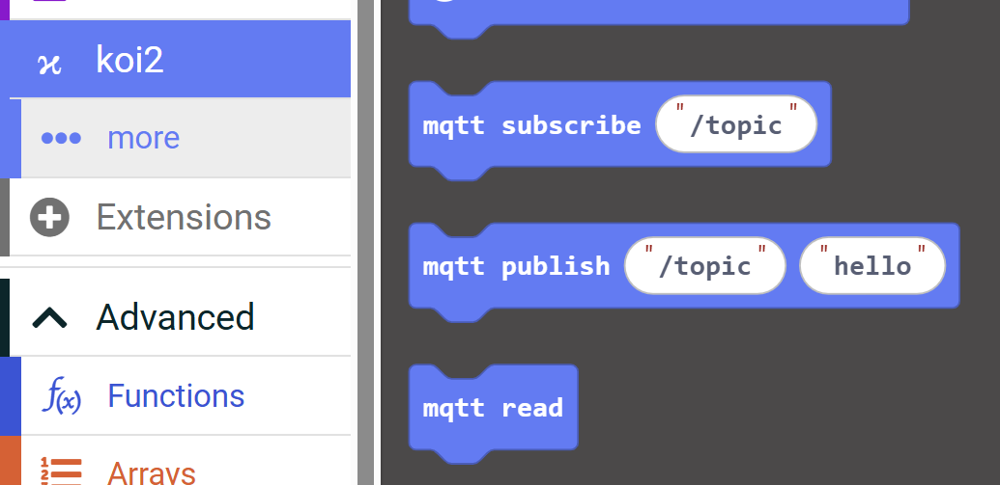 koi2
more
Extensions
Advanced
Functions
Arrays
mqtt subscribe "/topic"
mqtt publish "/topic" "hello"
mqtt read